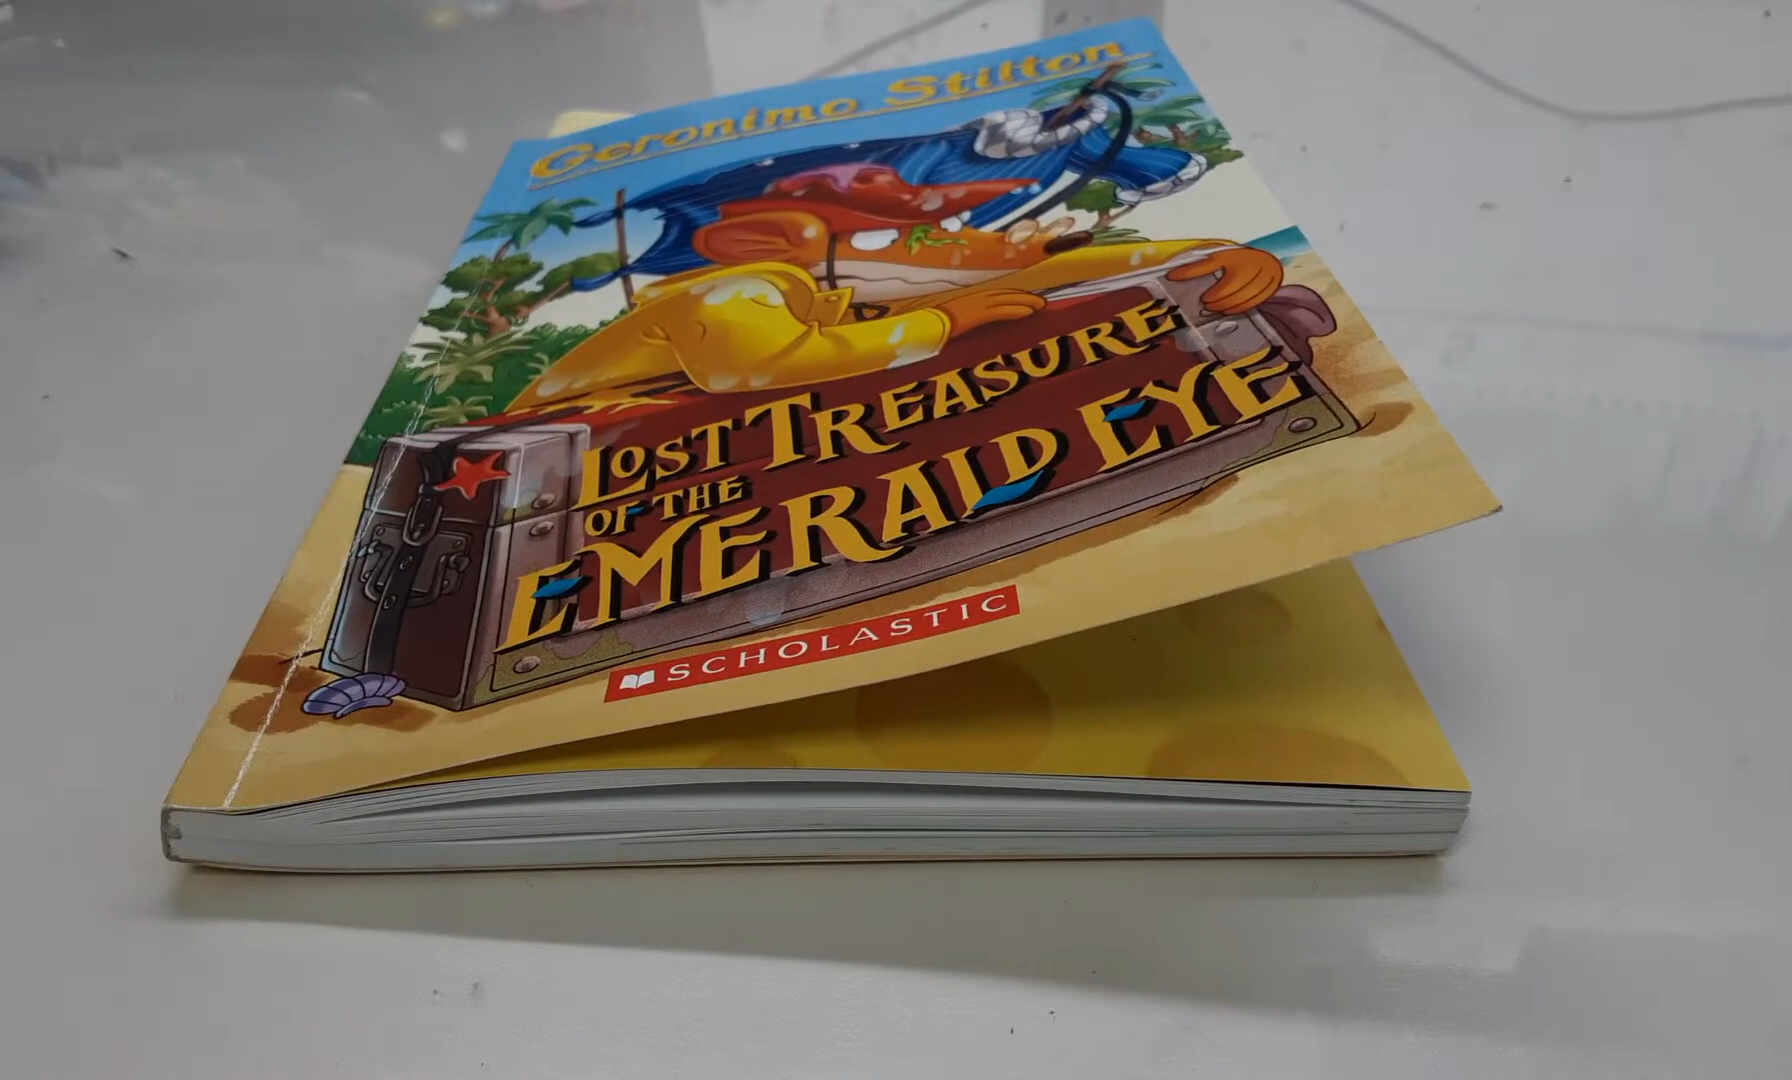 Geronimo Stilton
LOST TREASURE
OF THE
EMERALD EYE
SCHOLASTIC